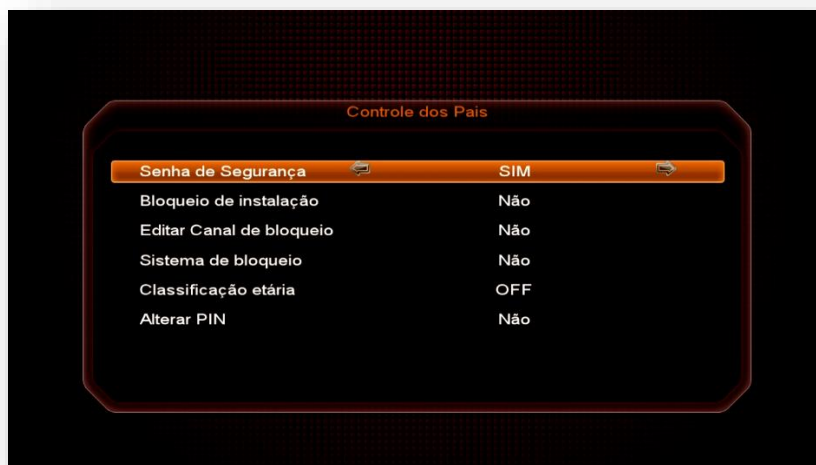 Controle dos Pais
Senha de Segurança SIM
Bloqueio de instalação Não
Editar Canal de bloqueio Não
Sistema de bloqueio Não
Classificação etária OFF
Alterar PIN Não